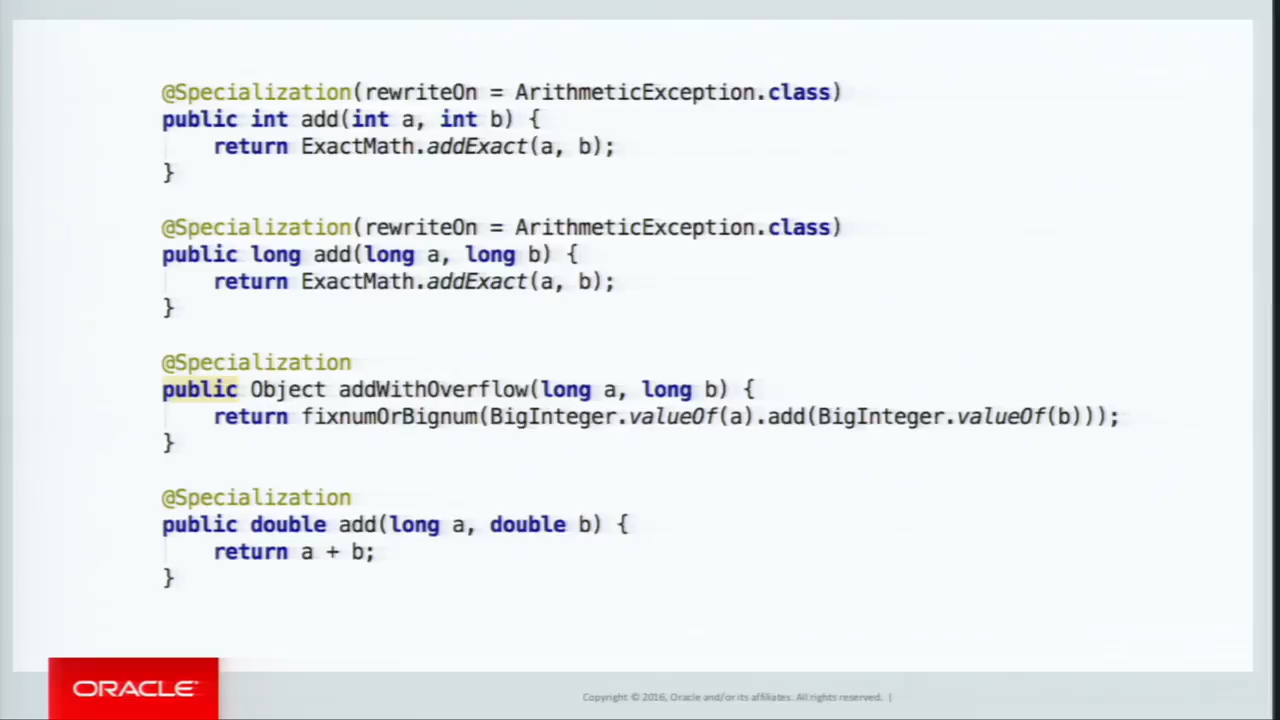 @Specialization(rewriteOn = ArithmeticException.class)
public int add(int a, int b) {
return ExactMath.addExact(a, b);
}
@Specialization(rewriteOn = ArithmeticException.class)
public long add(long a, long b) {
return ExactMath.addExact(a, b);
}
@Specialization
public Object addWithOverflow(long a, long b) {
return fixnumOrBignum(BigInteger.valueOf(a).add(BigInteger.valueOf(b)));
}
@Specialization
public double add(long a, double b) {
return a + b;
}
ORACLE
Copyright © 2016, Oracle and/or its affiliates. All rights reserved. |